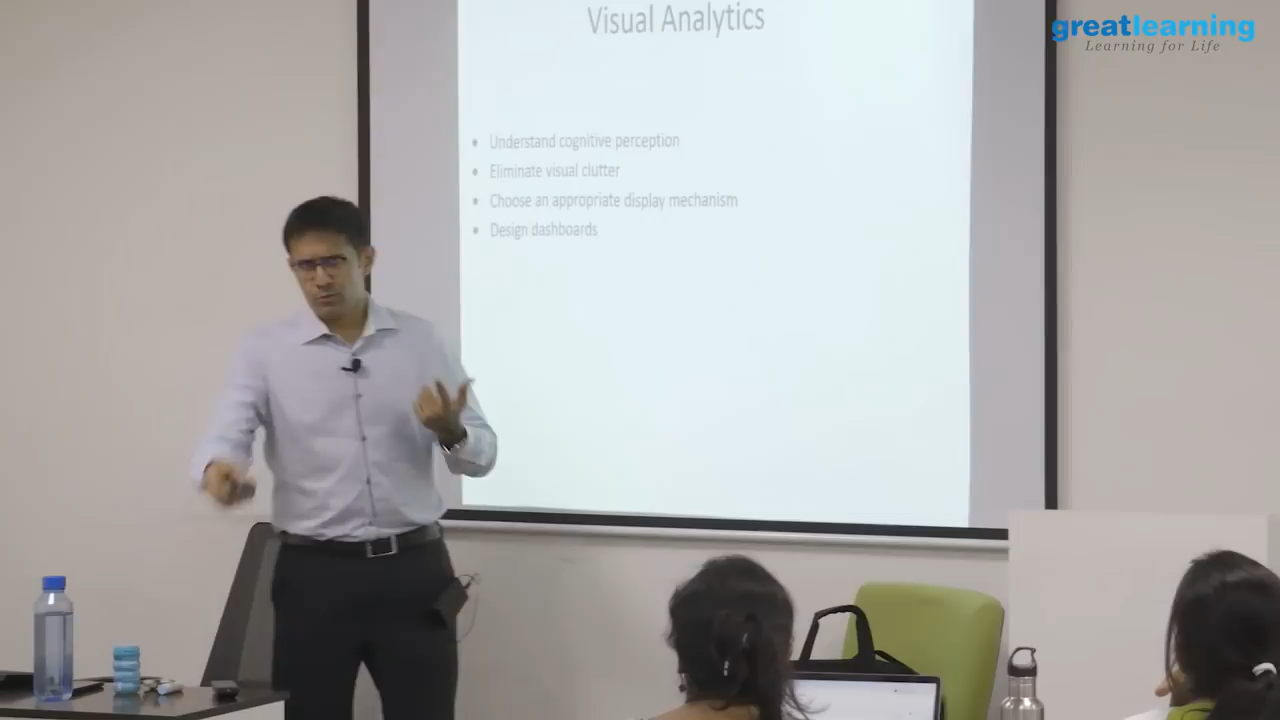 Visual Analytics
greatlearning
Learning for Life
• Understand cognitive perception
• Eliminate visual clutter
• Choose an appropriate display mechanism
• Design dashboards